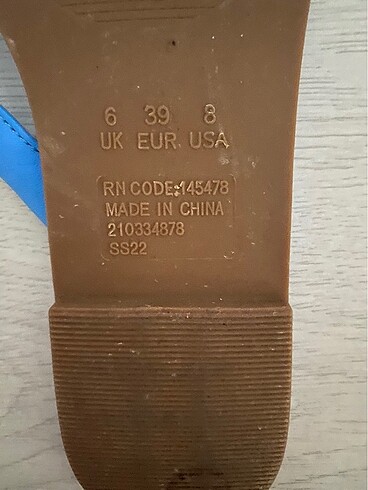 6 39 8
UK EUR USA
RN CODE:145478
MADE IN CHINA
210334878
SS22